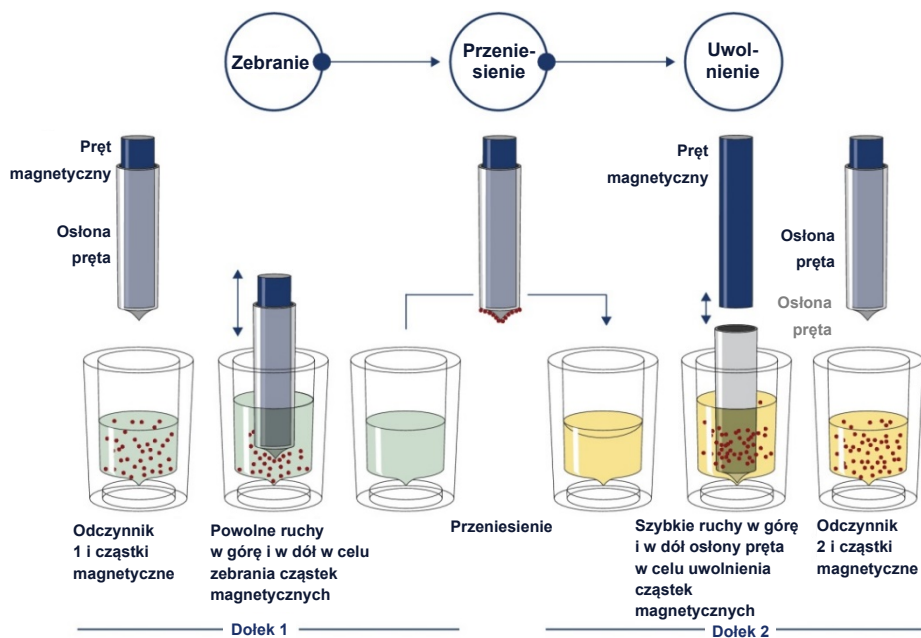 Zebranie
Przenie-
sienie
Uwol-
nienie
Pręt
magnetyczny
Osłona
pręta
Pręt
magnetyczny
Osłona
pręta
Osłona
pręta
Odczynnik
1 i cząstki
magnetyczne
Powolne ruchy
w górę i w dół w celu
zebrania cząstek
magnetycznych
Przeniesienie
Szybkie ruchy w górę
i w dół osłony pręta
w celu uwolnienia
cząstek
magnetycznych
Odczynnik
2 i cząstki
magnetyczne
Dołek 1
Dołek 2